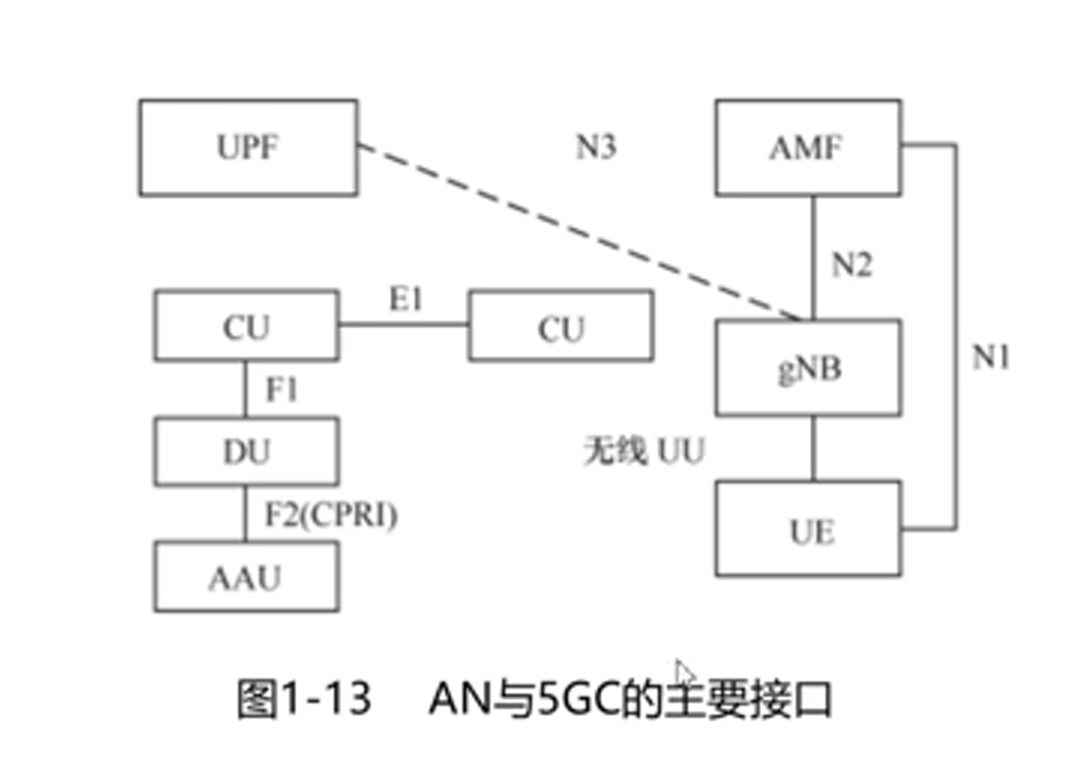 UPF
N3
AMF
N2
E1
CU
CU
gNB
N1
F1
DU
无线 UU
F2(CPRI)
UE
AAU
图1-13 AN与5GC的主要接口